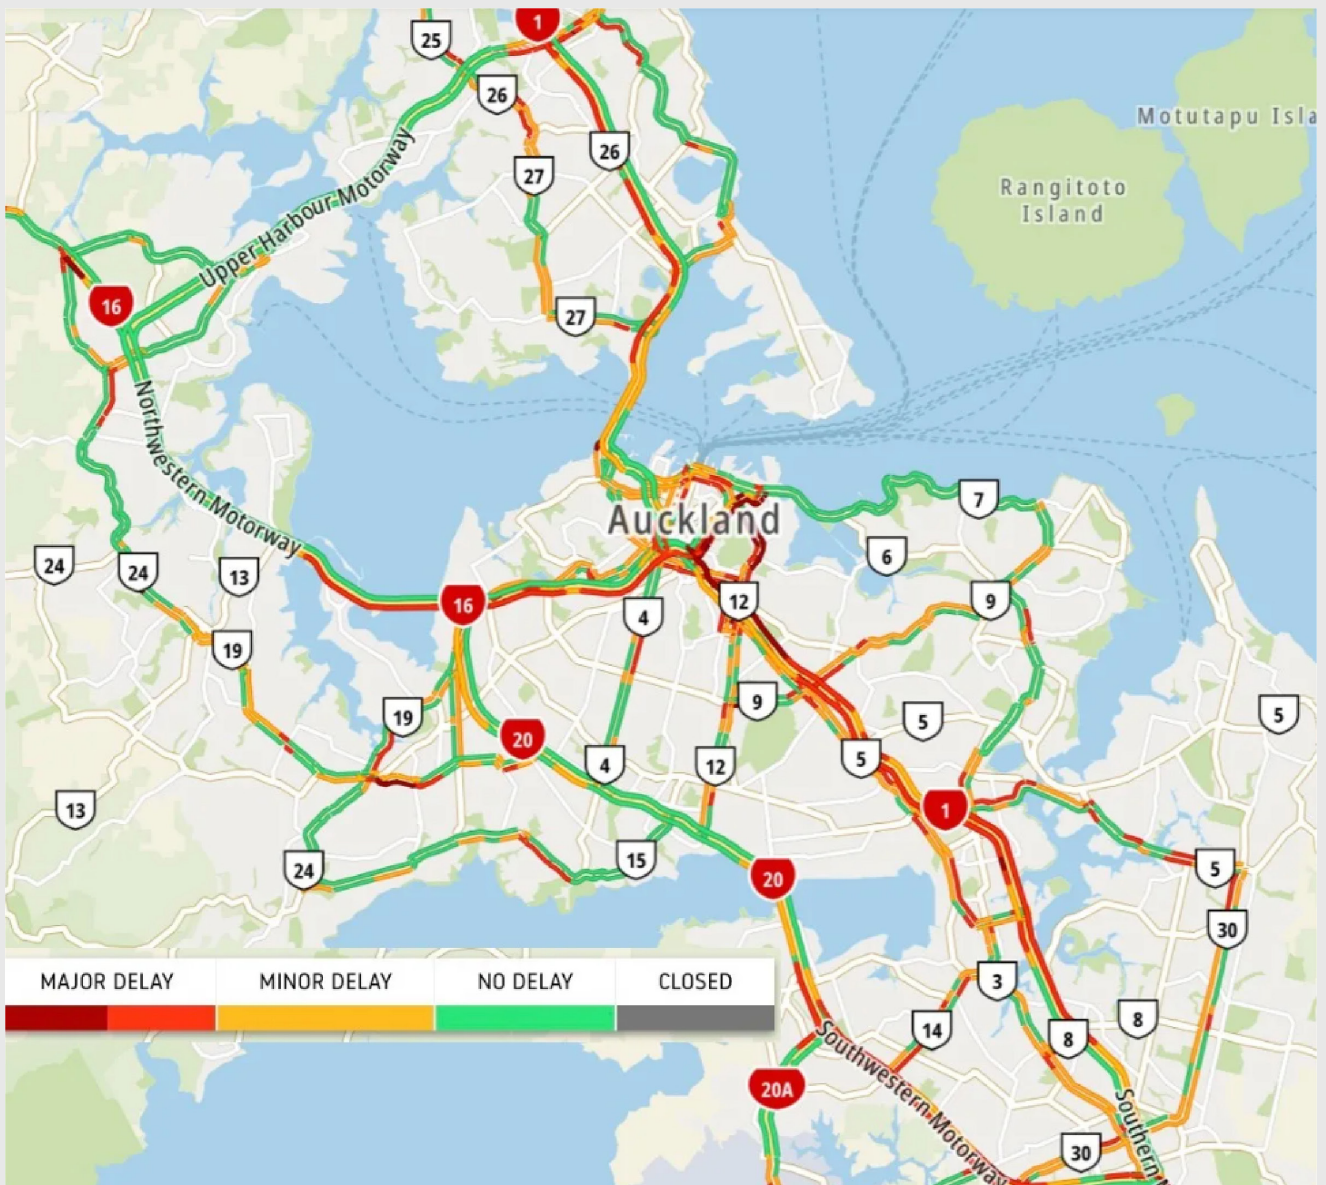 1
25
26
26
27
Motutapu Isla
Rangitoto
Island
Upper Harbour Motorway
16
27
Northwestern Motorway
Auckland
7
6
24
24
13
16
12
9
4
19
9
19
5
5
20
5
4
12
13
1
24
15
20
5
30
MAJOR DELAY
MINOR DELAY
NO DELAY
CLOSED
3
14
8
8
Southwestern Motorway
20A
Southern M
30